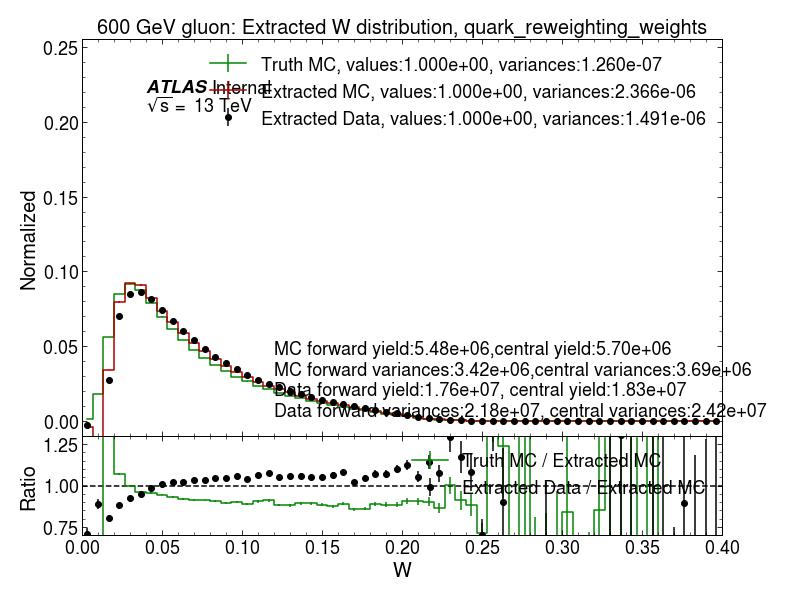 600 GeV gluon: Extracted W distribution, quark_reweighting_weights
0.25
Truth MC, values:1.000e+00, variances:1.260e-07
ATLAS Internal
Extracted MC, values:1.000e+00, variances:2.366e-06
√s = 13 TeV
Extracted Data, values:1.000e+00, variances:1.491e-06
0.20
0.15
Normalized
0.10
0.05
MC forward yield:5.48e+06,central yield:5.70e+06
MC forward variances:3.42e+06,central variances:3.69e+06
Data forward yield:1.76e+07, central yield:1.83e+07
Data forward variances:2.18e+07, central variances:2.42e+07
0.00
1.25
Truth MC / Extracted MC
Ratio
1.00
Extracted Data / Extracted MC
0.75
0.00 0.05 0.10 0.15 0.20 0.25 0.30 0.35 0.40
W